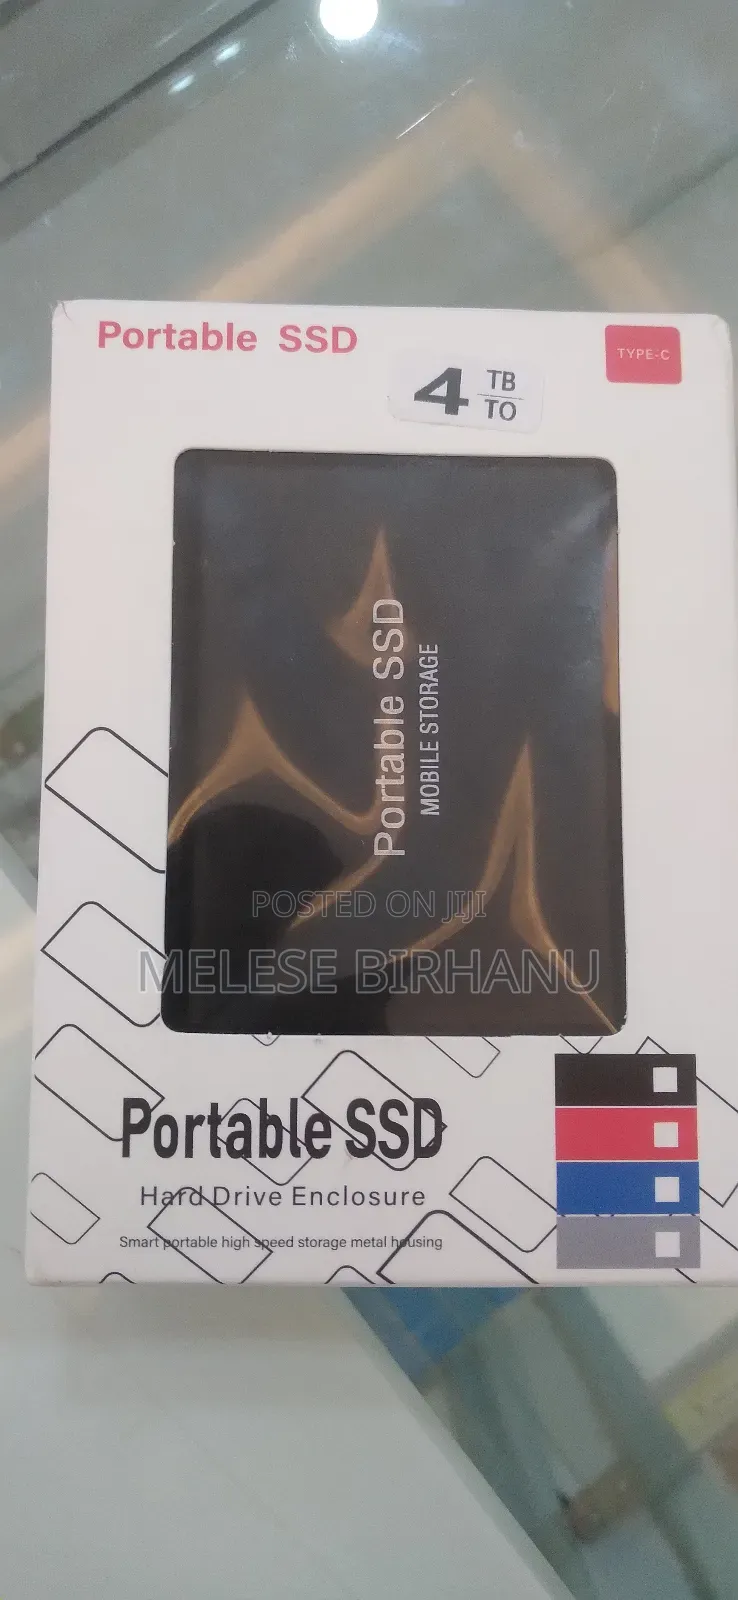 Portable SSD
TYPE-C
4 TB
TO
Portable SSD
MOBILE STORAGE
POSTED ON JIJI
MELESE BIRHANU
Portable SSD
Hard Drive Enclosure
Smart portable high speed storage metal housing